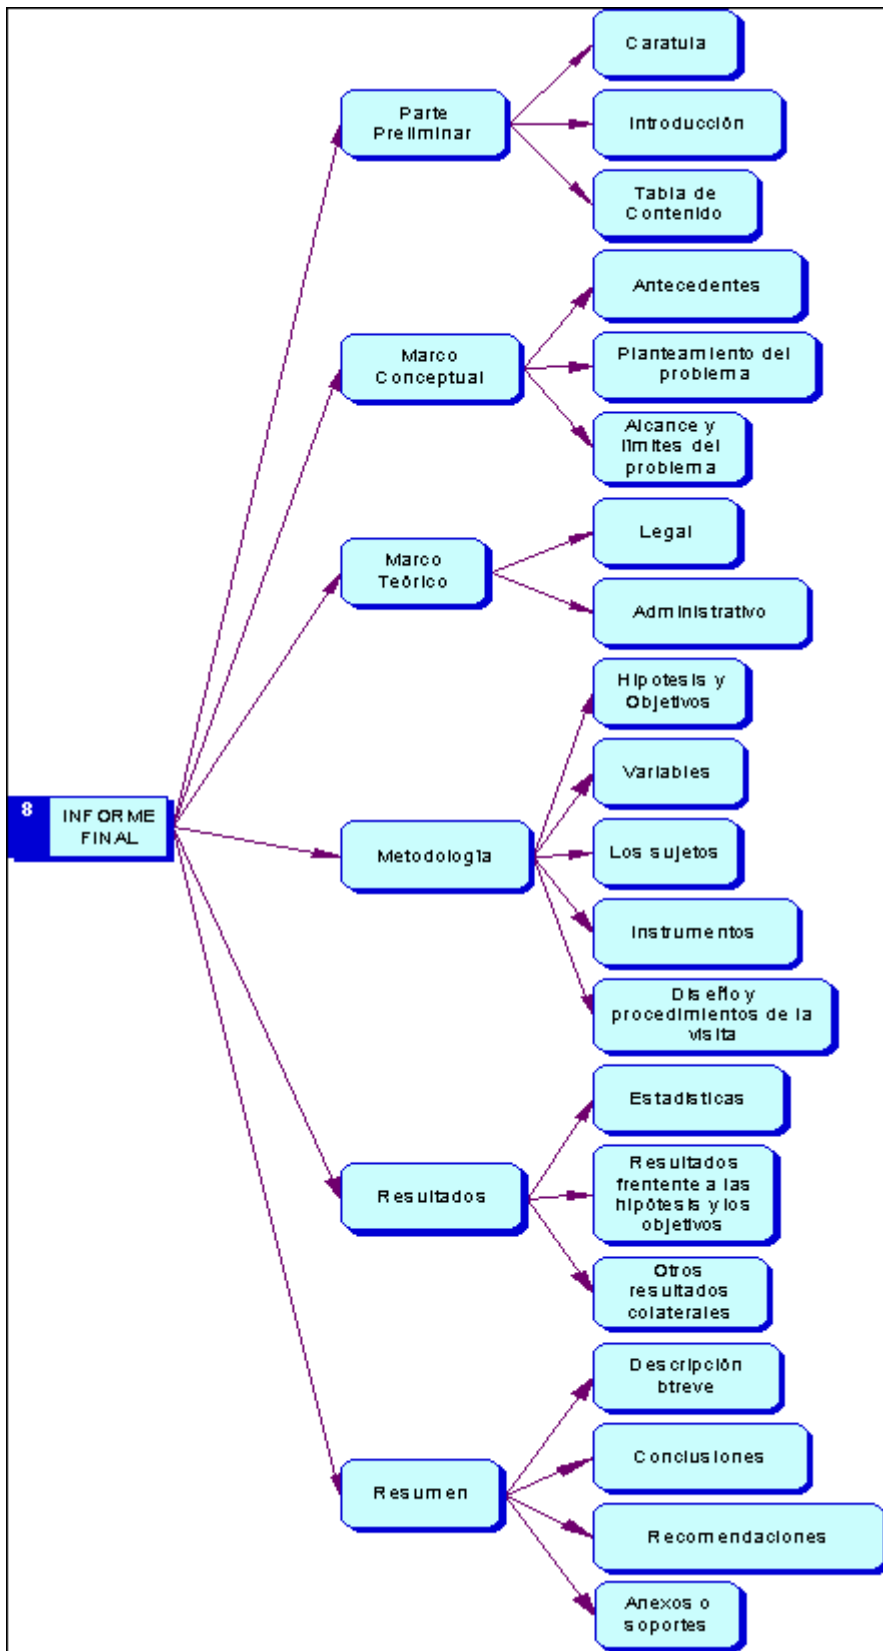 8
INFORME
FINAL
Parte
Preliminar
Caratula
Introducción
Tabla de
Contenido
Marco
Conceptual
Antecedentes
Planteamiento del
problema
Alcance y
límites del
problema
Marco
Teórico
Legal
Administrativo
Metodología
Hipotesis y
Objetivos
Variables
Los sujetos
Instrumentos
Diseño y
procedimientos de la
visita
Resultados
Estadísticas
Resultados
frentente a las
hipótesis y los
objetivos
Otros
resultados
colaterales
Resumen
Descripción
btreve
Conclusiones
Recomendaciones
Anexos o
soportes